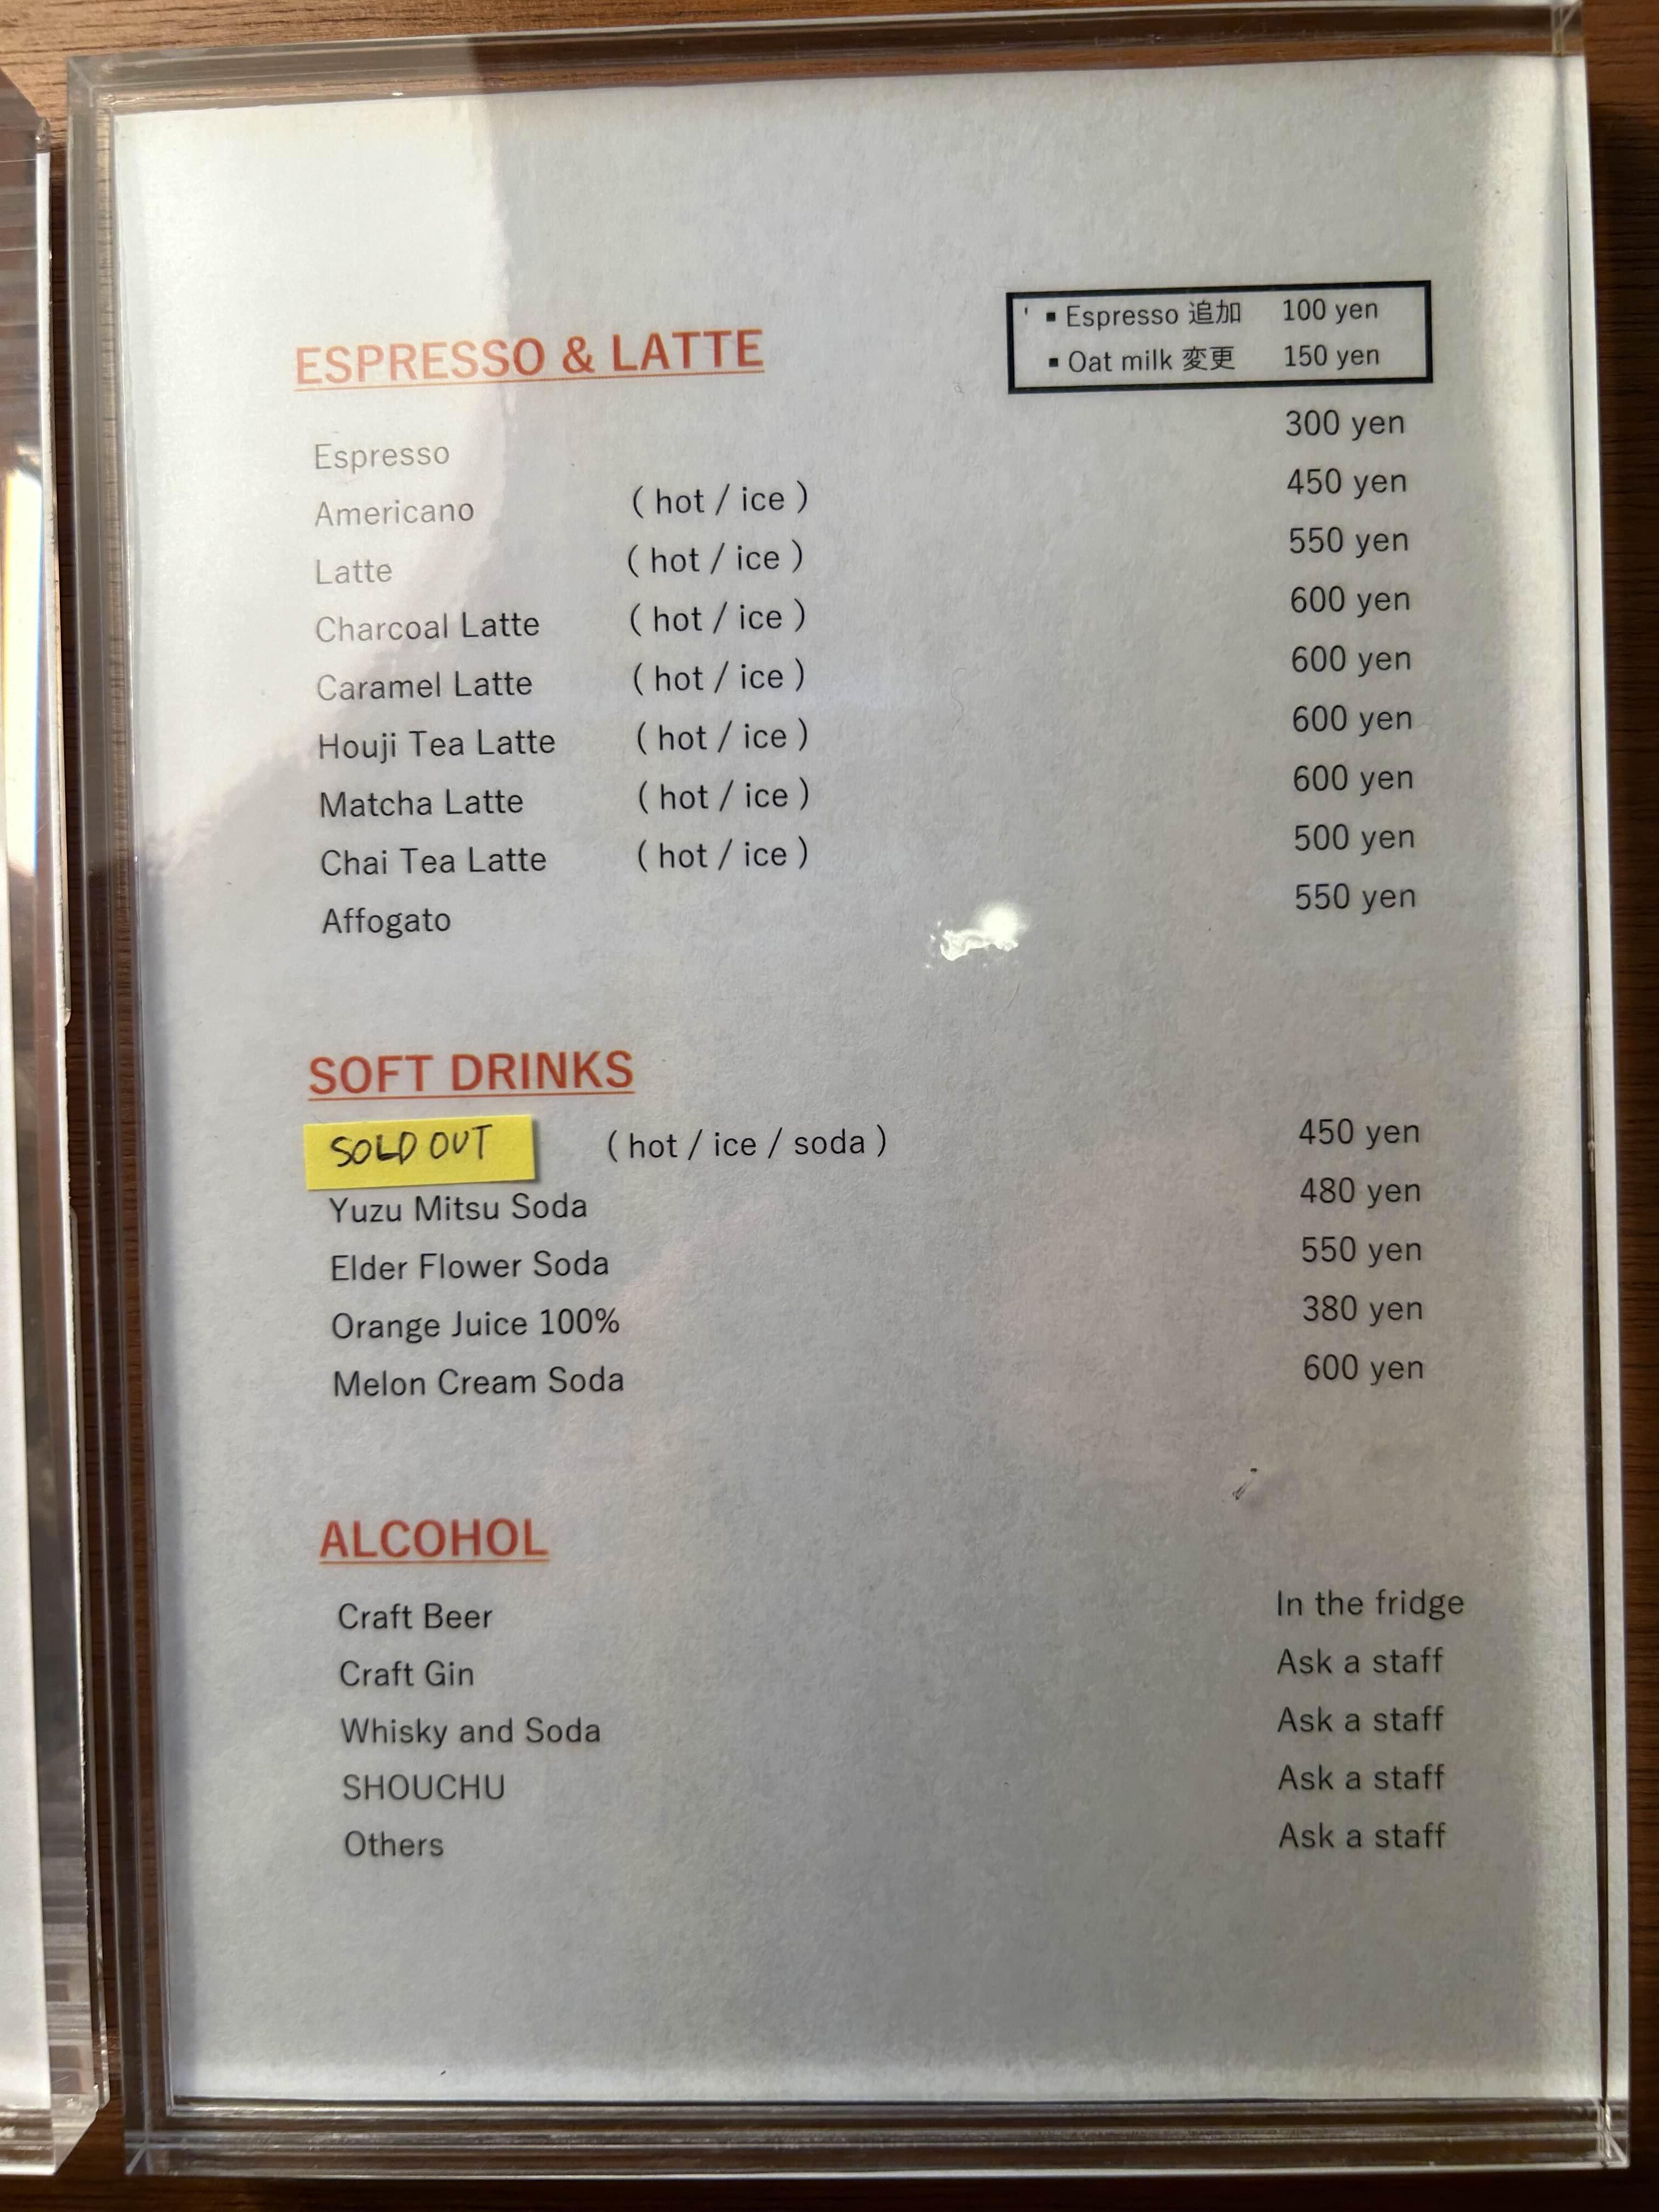 ▪ Espresso 追加 100 yen
▪ Oat milk 変更 150 yen
ESPRESSO & LATTE
Espresso 300 yen
Americano ( hot / ice ) 450 yen
Latte ( hot / ice ) 550 yen
Charcoal Latte ( hot / ice ) 600 yen
Caramel Latte ( hot / ice ) 600 yen
Houji Tea Latte ( hot / ice ) 600 yen
Matcha Latte ( hot / ice ) 600 yen
Chai Tea Latte ( hot / ice ) 500 yen
Affogato 550 yen
SOFT DRINKS
SOLD OUT ( hot / ice / soda ) 450 yen
Yuzu Mitsu Soda 480 yen
Elder Flower Soda 550 yen
Orange Juice 100% 380 yen
Melon Cream Soda 600 yen
ALCOHOL
Craft Beer In the fridge
Craft Gin Ask a staff
Whisky and Soda Ask a staff
SHOUCHU Ask a staff
Others Ask a staff